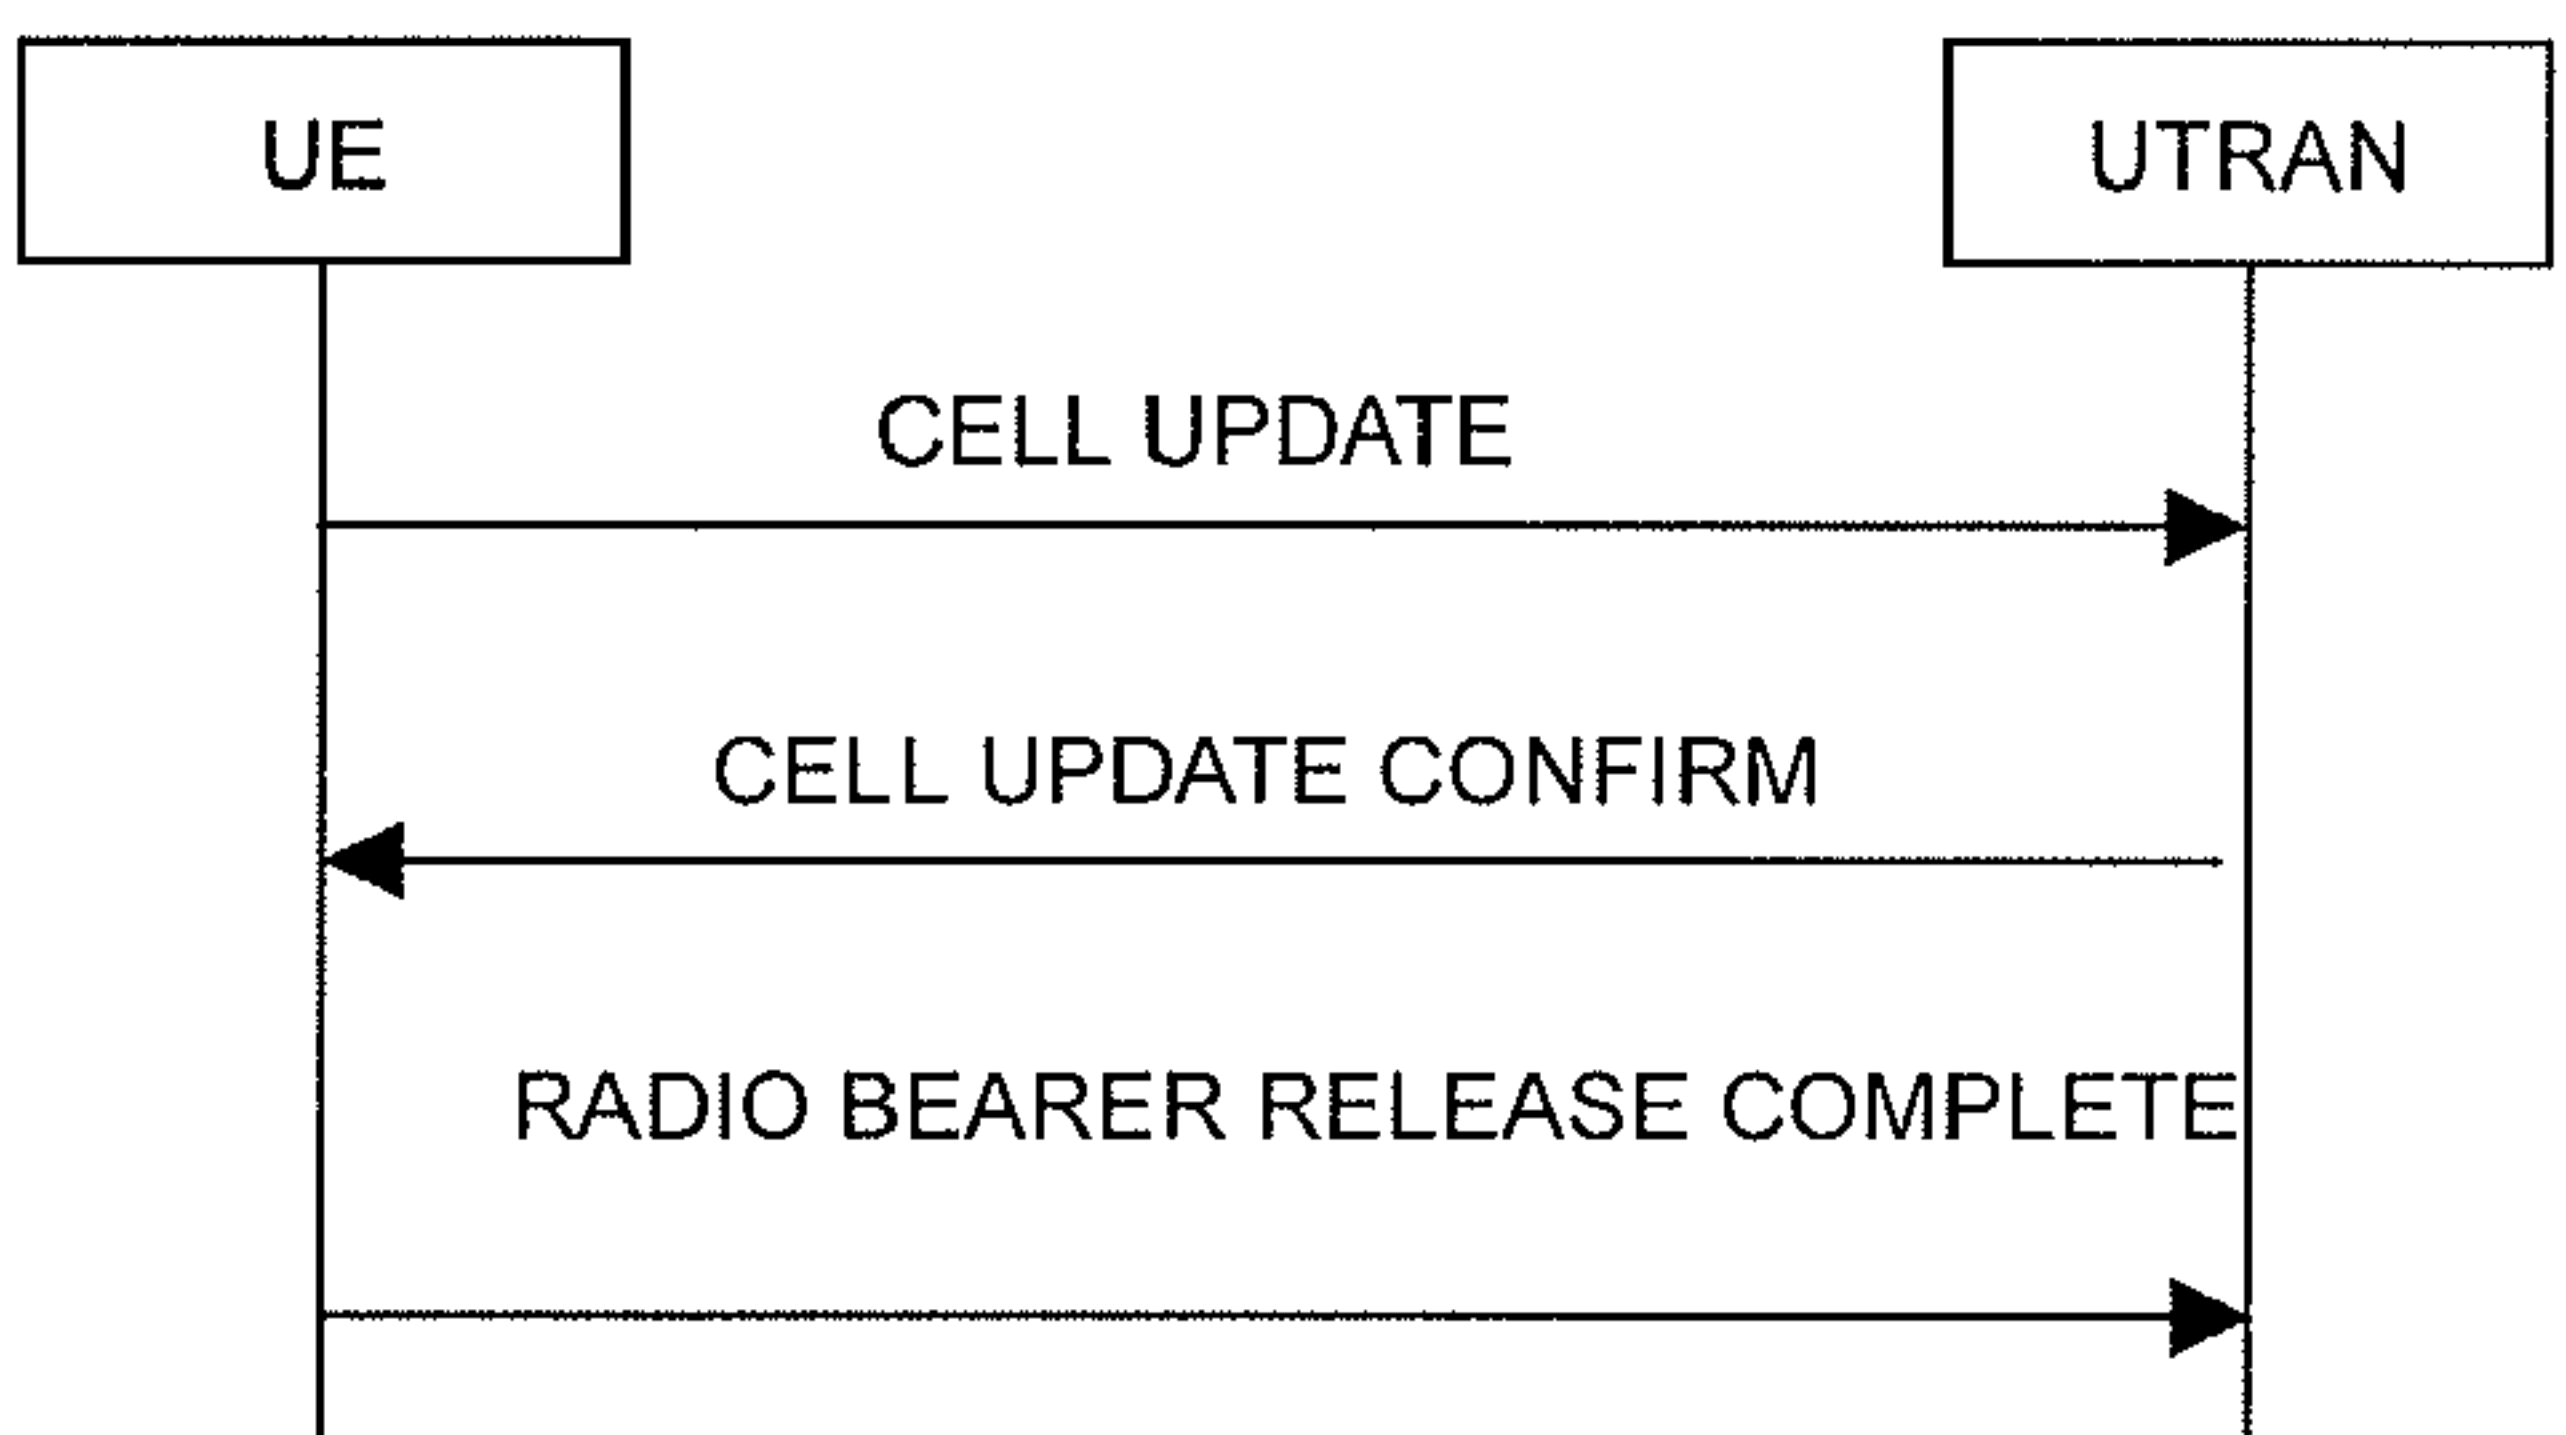 UE
UTRAN
CELL UPDATE
CELL UPDATE CONFIRM
RADIO BEARER RELEASE COMPLETE